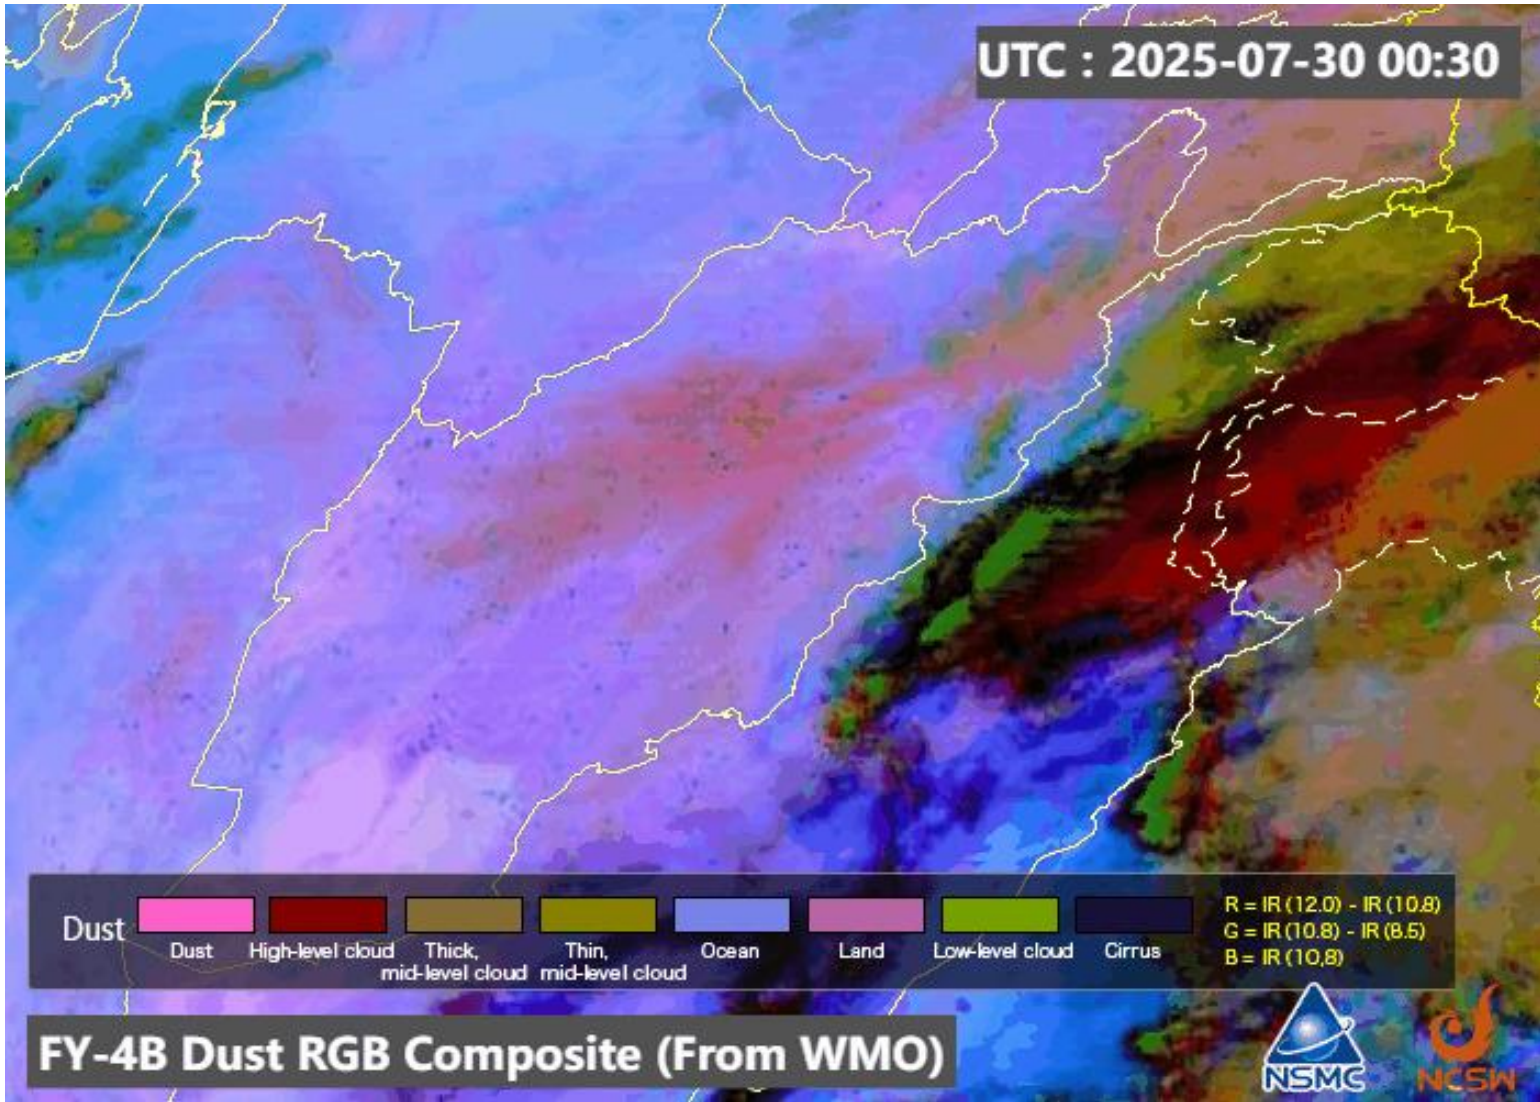 UTC : 2025-07-30 00:30
Dust
Dust
High-level cloud
Thick,
mid-level cloud
Thin,
mid-level cloud
Ocean
Land
Low-level cloud
Cirrus
R = IR (12.0) - IR (10.8)
G = IR (10.8) - IR (8.5)
B = IR (10,8)
FY-4B Dust RGB Composite (From WMO)
NSMC
NCSW